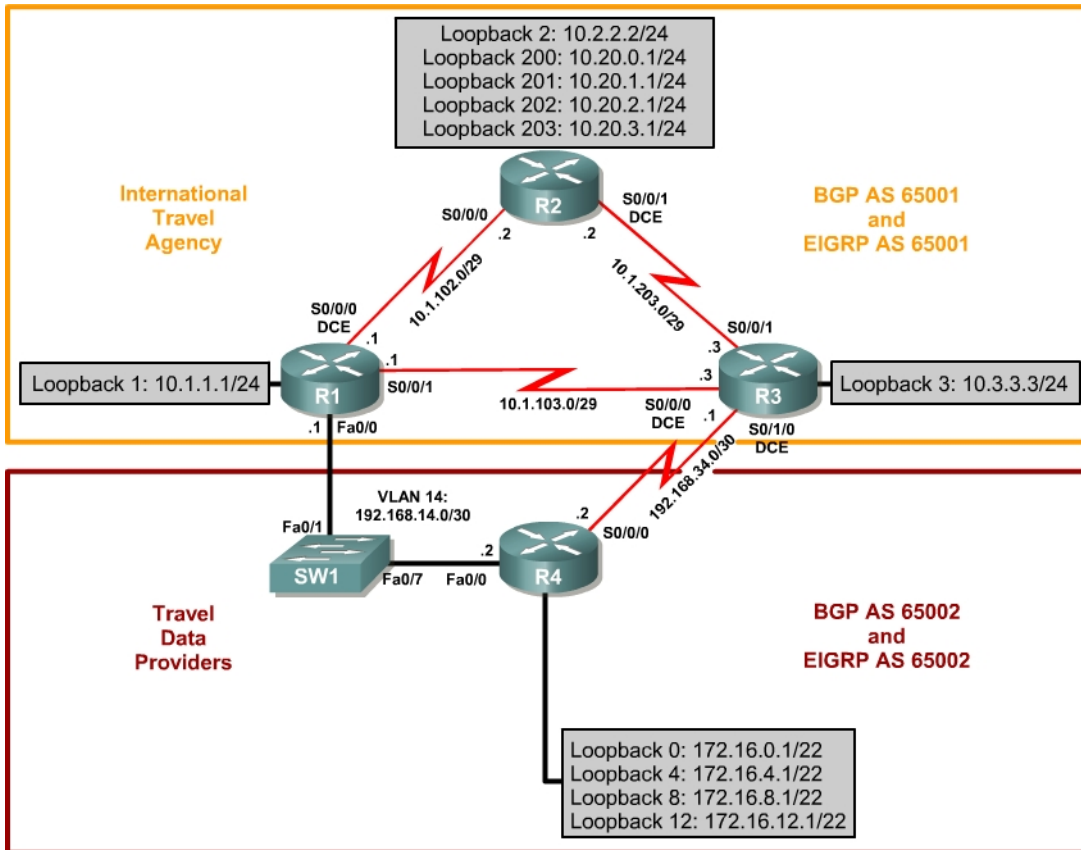 Loopback 2: 10.2.2.2/24
Loopback 200: 10.20.0.1/24
Loopback 201: 10.20.1.1/24
Loopback 202: 10.20.2.1/24
Loopback 203: 10.20.3.1/24
International
Travel
Agency
S0/0/0
R2
S0/0/1
DCE
.2
.2
BGP AS 65001
and
EIGRP AS 65001
10.1.102.0/29
10.1.203.0/29
S0/0/0
DCE
.1
S0/0/1
.3
Loopback 1: 10.1.1.1/24
R1
.1
S0/0/1
10.1.103.0/29
.3
S0/0/0
DCE
R3
Loopback 3: 10.3.3.3/24
.1
Fa0/0
.1
S0/1/0
DCE
192.168.34.0/30
VLAN 14:
192.168.14.0/30
Fa0/1
SW1
Fa0/7
.2
Fa0/0
.2
S0/0/0
R4
Travel
Data
Providers
BGP AS 65002
and
EIGRP AS 65002
Loopback 0: 172.16.0.1/22
Loopback 4: 172.16.4.1/22
Loopback 8: 172.16.8.1/22
Loopback 12: 172.16.12.1/22